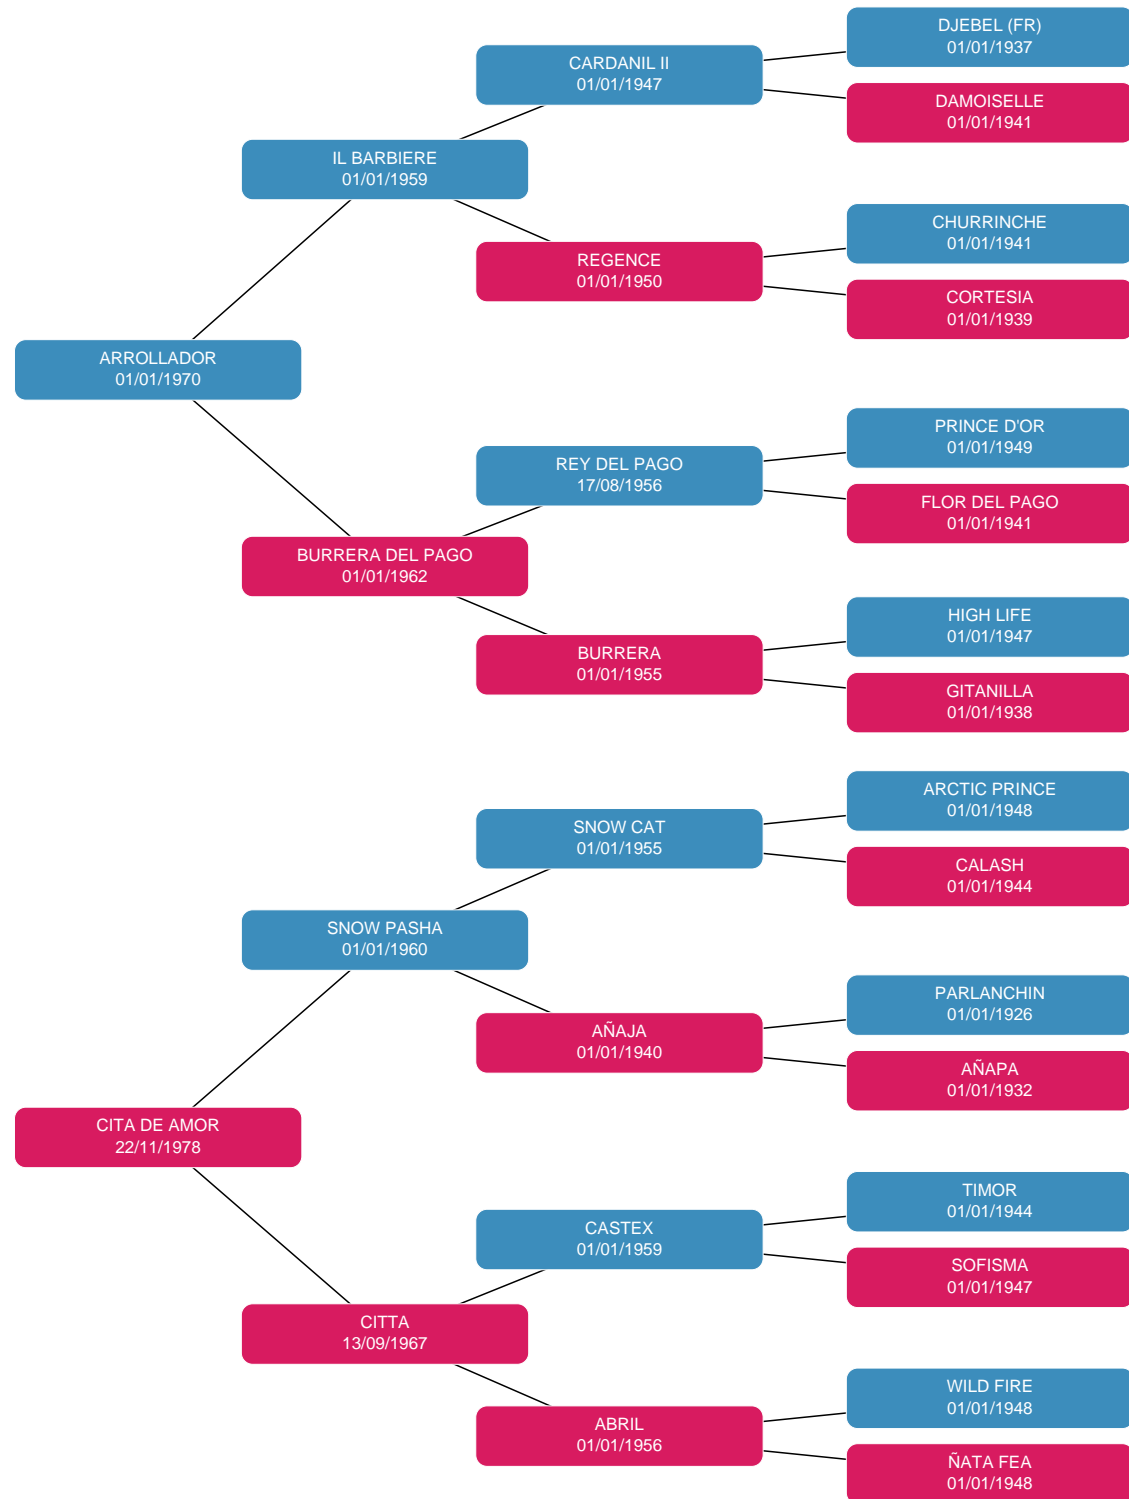 DJEBEL (FR)
01/01/1937
CARDANIL II
01/01/1947
DAMOISELLE
01/01/1941
IL BARBIERE
01/01/1959
CHURRINCHE
01/01/1941
REGENCE
01/01/1950
CORTESIA
01/01/1939
ARROLLADOR
01/01/1970
PRINCE D'OR
01/01/1949
REY DEL PAGO
17/08/1956
FLOR DEL PAGO
01/01/1941
BURRERA DEL PAGO
01/01/1962
HIGH LIFE
01/01/1947
BURRERA
01/01/1955
GITANILLA
01/01/1938
ARCTIC PRINCE
01/01/1948
SNOW CAT
01/01/1955
CALASH
01/01/1944
SNOW PASHA
01/01/1960
PARLANCHIN
01/01/1926
AÑAJA
01/01/1940
AÑAPA
01/01/1932
CITA DE AMOR
22/11/1978
TIMOR
01/01/1944
CASTEX
01/01/1959
SOFISMA
01/01/1947
CITTA
13/09/1967
WILD FIRE
01/01/1948
ABRIL
01/01/1956
ÑATA FEA
01/01/1948